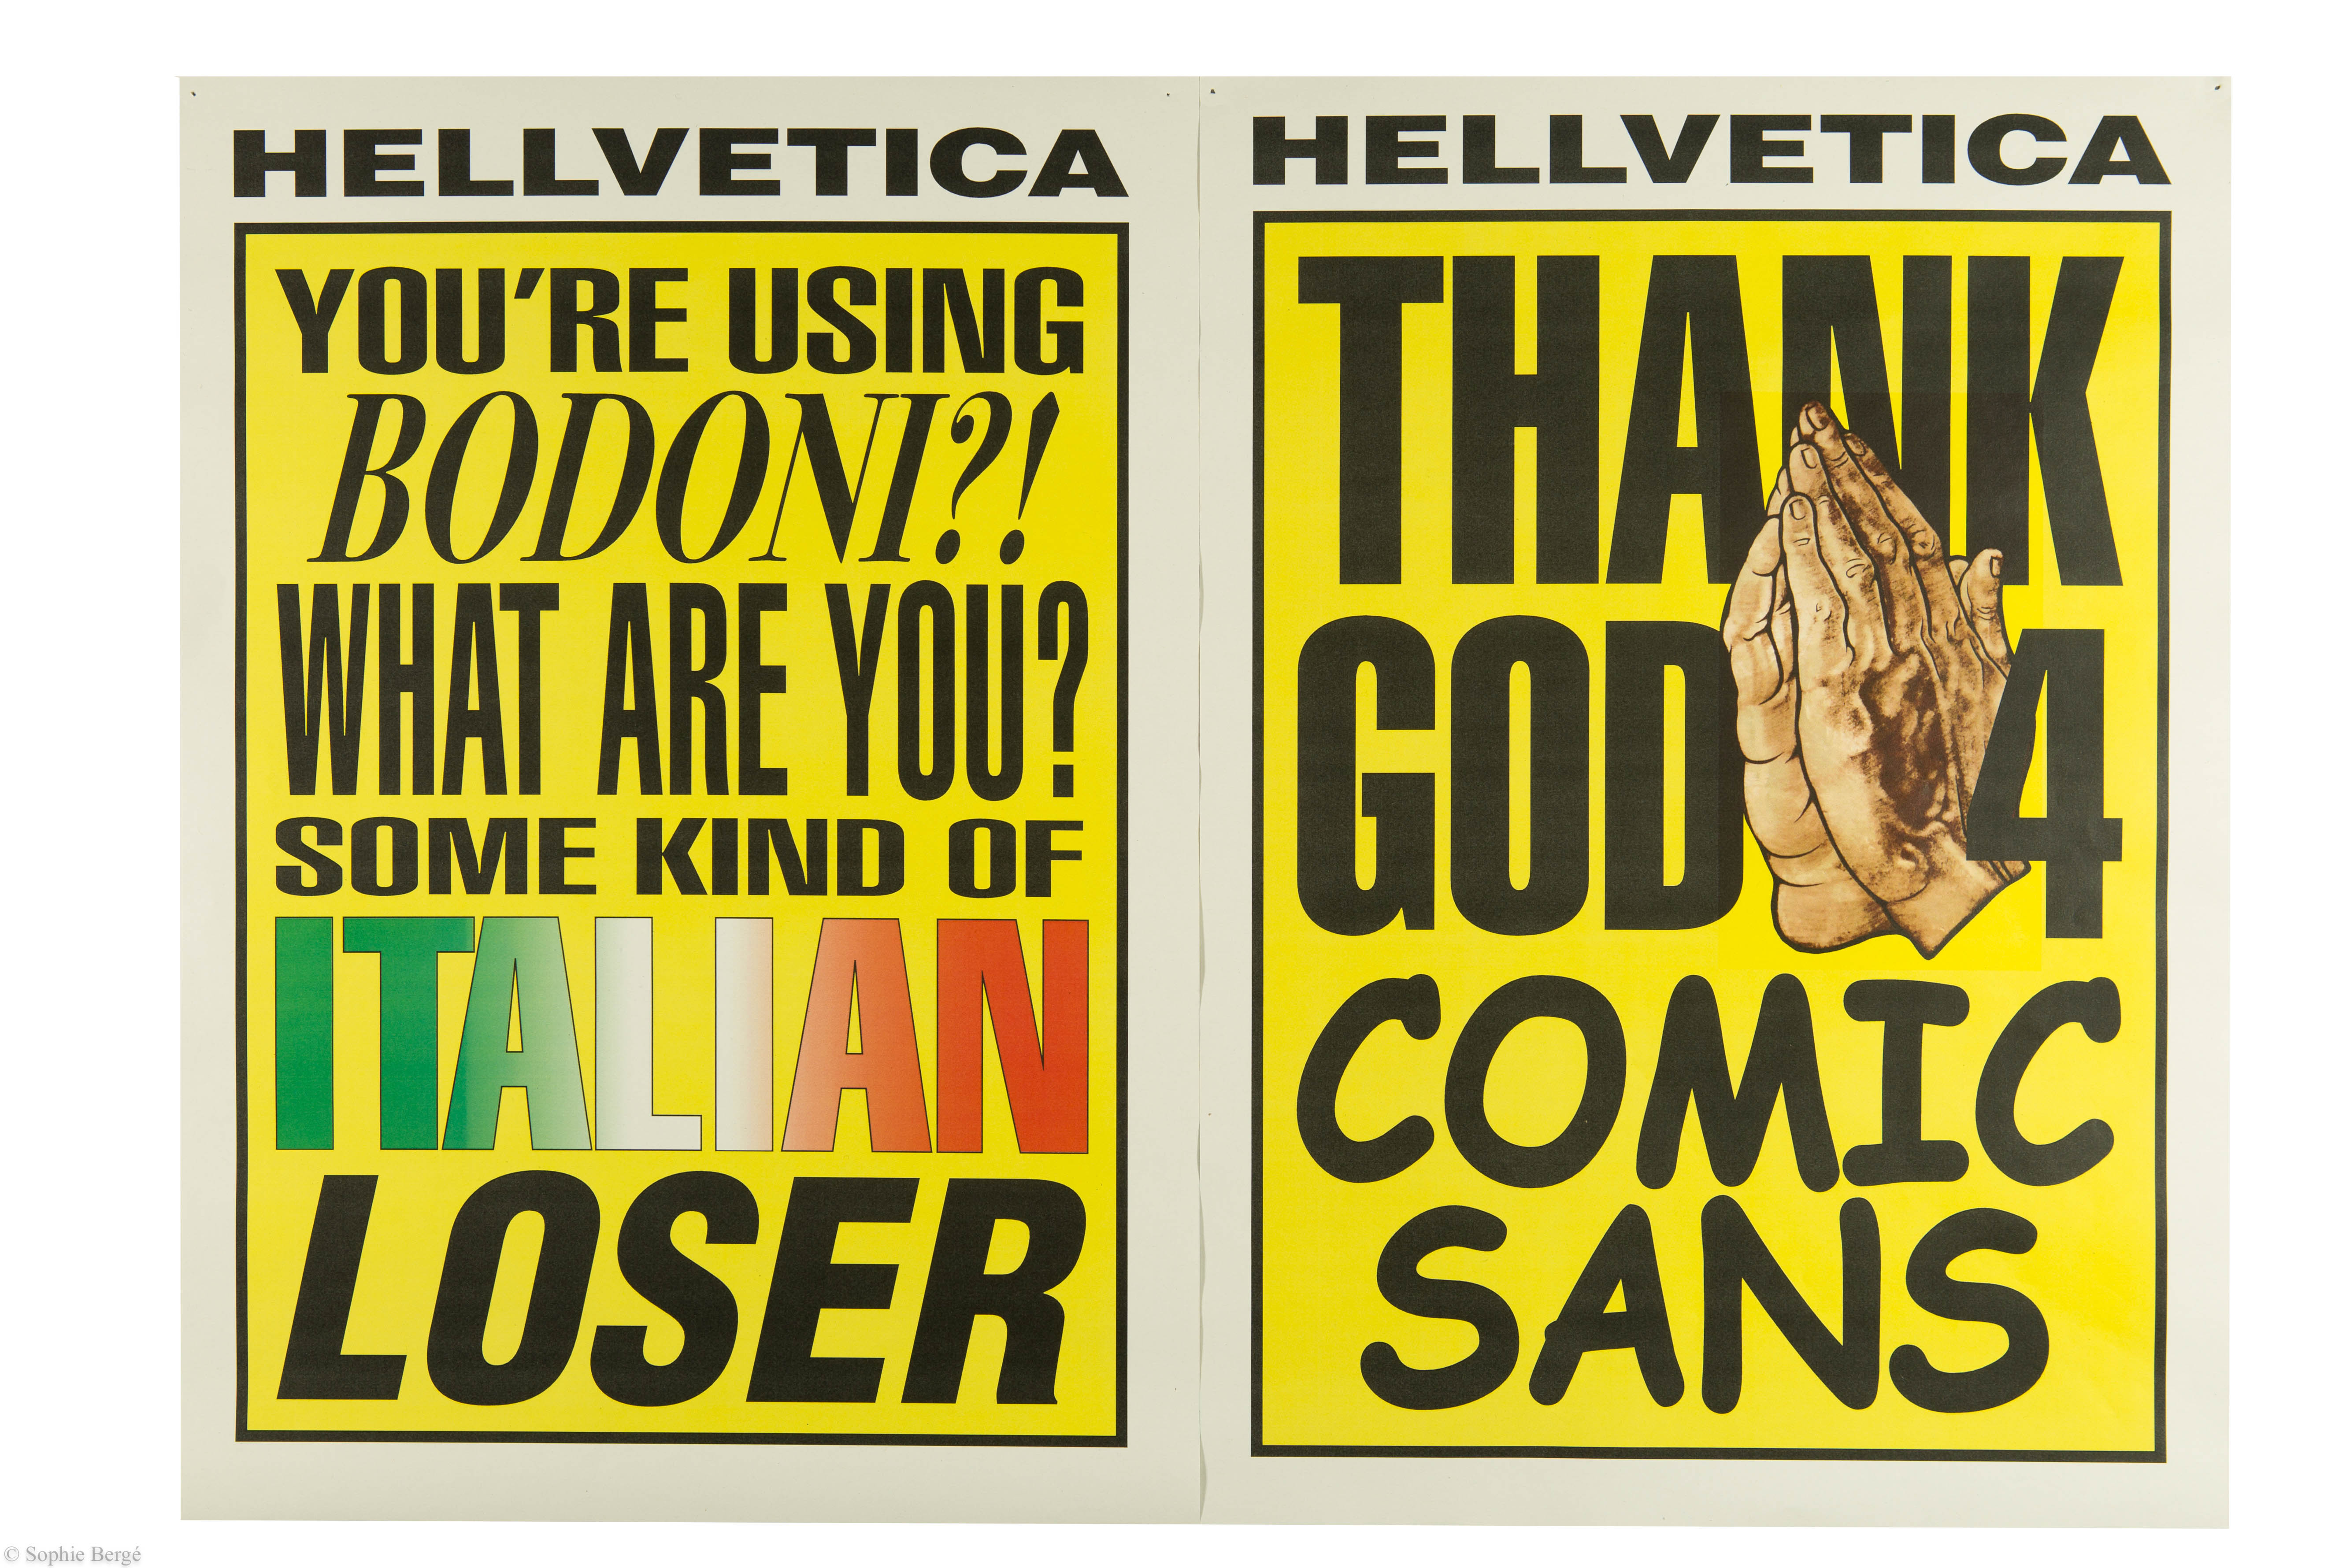 HELLVETICA
YOU'RE USING
BODONI?!
WHAT ARE YOU?
SOME KIND OF
ITALIAN
LOSER
HELLVETICA
THANK
GOD 4
COMIC
SANS
© Sophie Bergé